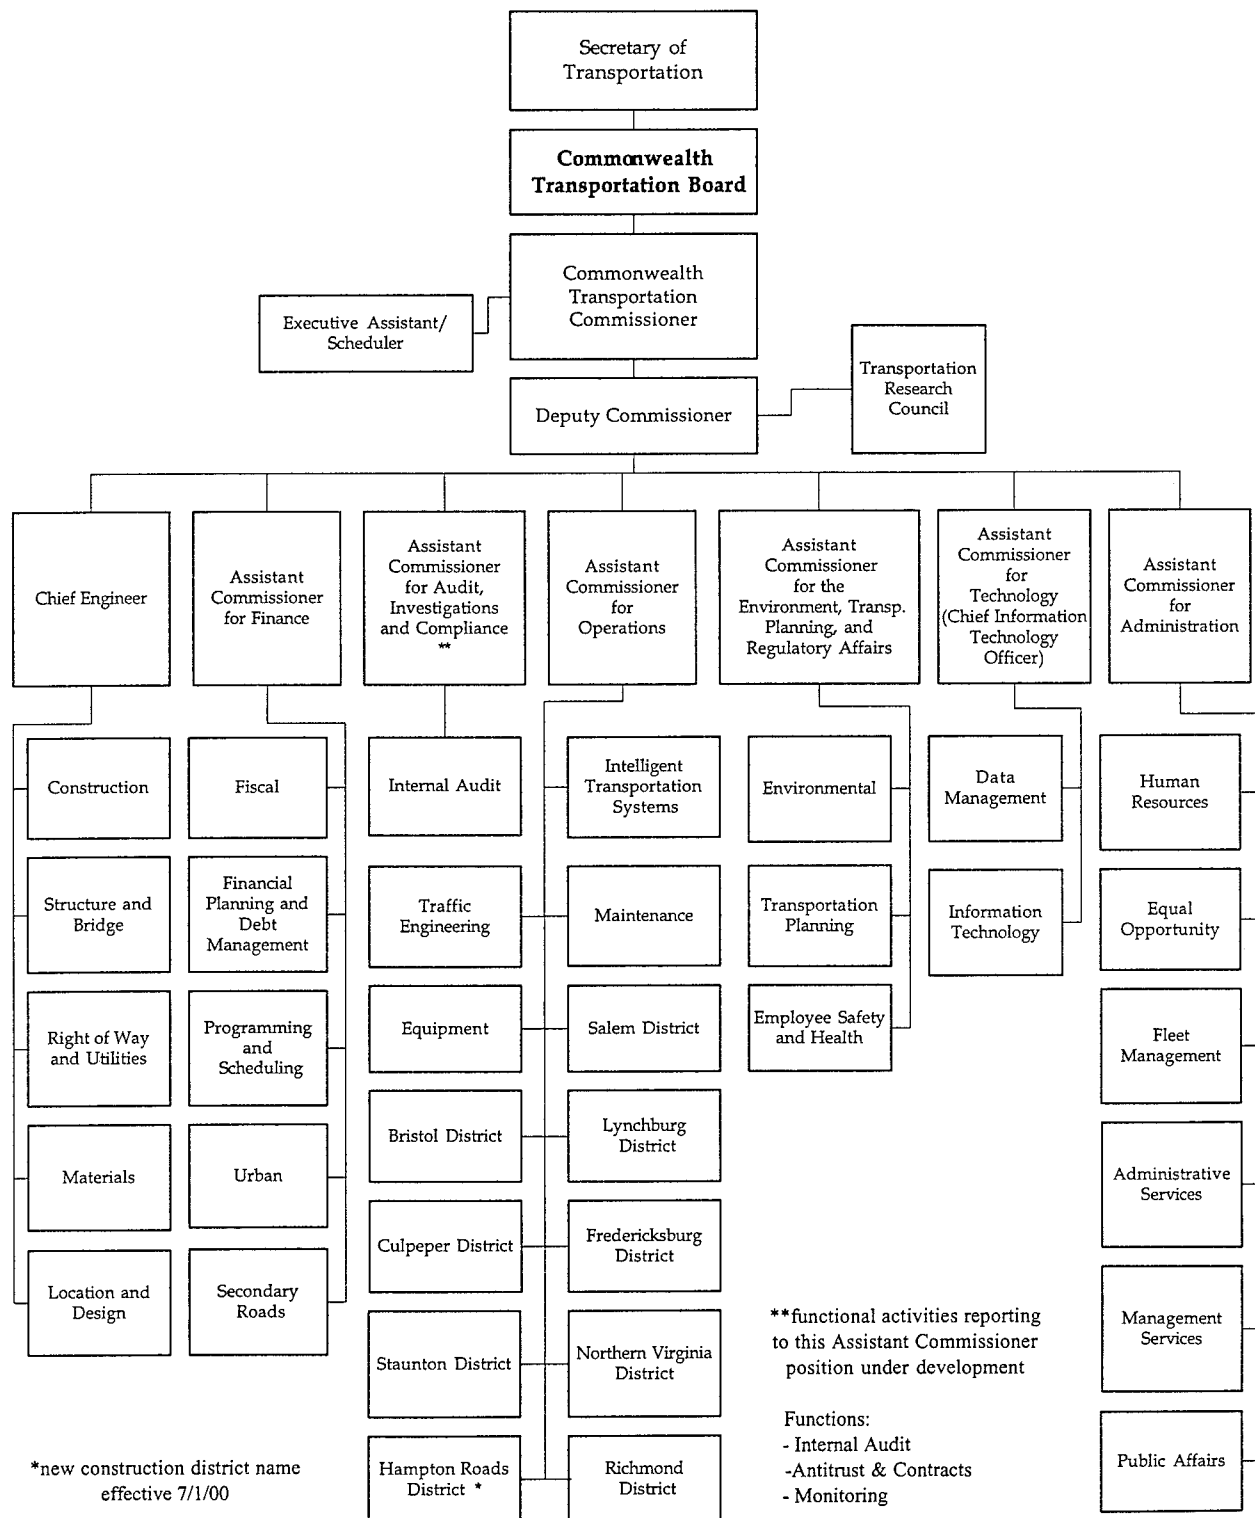 Secretary of
Transportation
Commonwealth
Transportation Board
Commonwealth
Transportation
Commissioner
Executive Assistant/
Scheduler
Transportation
Research
Council
Deputy Commissioner
Chief Engineer
Assistant
Commissioner
for Finance
Assistant
Commissioner
for Audit,
Investigations
and Compliance
**
Assistant
Commissioner
for
Operations
Assistant
Commissioner
for the
Environment, Transp.
Planning, and
Regulatory Affairs
Assistant
Commissioner
for
Technology
(Chief Information
Technology
Officer)
Assistant
Commissioner
for
Administration
Construction
Fiscal
Internal Audit
Intelligent
Transportation
Systems
Environmental
Data
Management
Human
Resources
Structure and
Bridge
Financial
Planning and
Debt
Management
Traffic
Engineering
Maintenance
Transportation
Planning
Information
Technology
Equal
Opportunity
Right of Way
and Utilities
Programming
and
Scheduling
Equipment
Salem District
Employee Safety
and Health
Fleet
Management
Materials
Urban
Bristol District
Lynchburg
District
Administrative
Services
Location and
Design
Secondary
Roads
Culpeper District
Fredericksburg
District
Staunton District
Northern Virginia
District
Management
Services
Hampton Roads
District *
Richmond
District
Public Affairs
**functional activities reporting
to this Assistant Commissioner
position under development
Functions:
- Internal Audit
-Antitrust & Contracts
- Monitoring
*new construction district name
effective 7/1/00